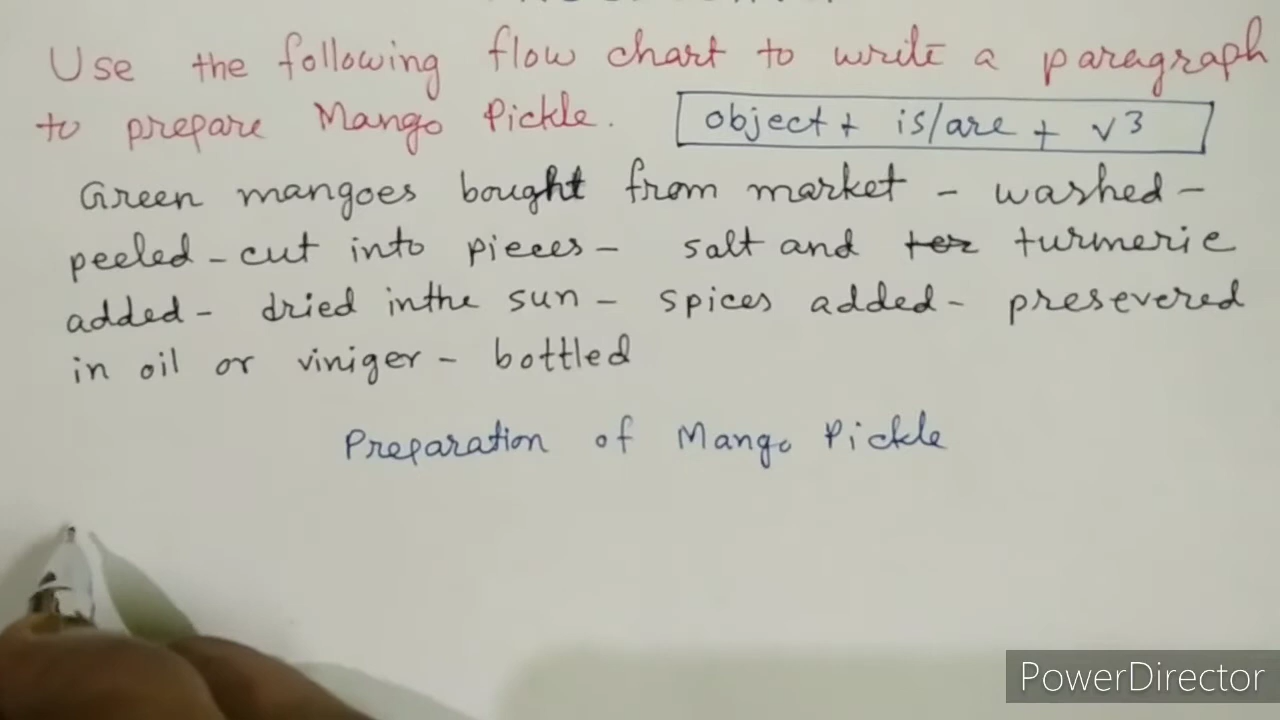 Use the following flow chart to write a paragraph
to prepare Mango Pickle.
object + is/are + v3
Green mangoes bought from market - washed -
peeled - cut into pieces - salt and turmeric
added - dried in the sun - spices added - presevered
in oil or viniger - bottled
Preparation of Mango Pickle
PowerDirector